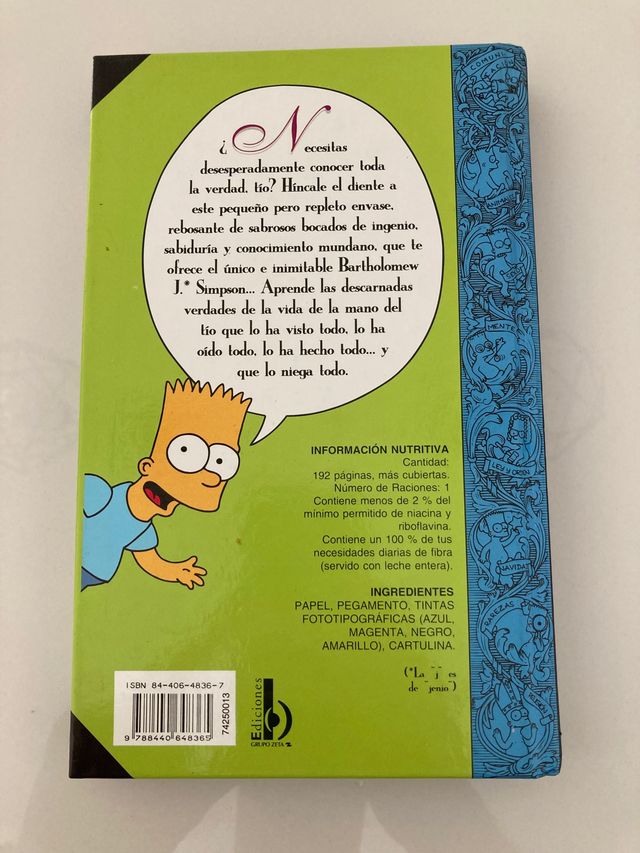 ¿Necesitas
desesperadamente conocer toda
la verdad, tío? Híncale el diente a
este pequeño pero repleto envase,
rebosante de sabrosos bocados de ingenio,
sabiduría y conocimiento mundano, que te
ofrece el único e inimitable Bartholomew
J.* Simpson... Aprende las descarnadas
verdades de la vida de la mano del
tío que lo ha visto todo, lo ha
oído todo, lo ha hecho todo... y
que lo niega todo.
INFORMACIÓN NUTRITIVA
Cantidad:
192 páginas, más cubiertas.
Número de Raciones: 1
Contiene menos de 2 % del
mínimo permitido de niacina y
riboflavina.
Contiene un 100 % de tus
necesidades diarias de fibra
(servido con leche entera).
INGREDIENTES
PAPEL, PEGAMENTO, TINTAS
FOTOTIPOGRÁFICAS (AZUL,
MAGENTA, NEGRO,
AMARILLO), CARTULINA.
(*La ¨j¨ es
de ¨jenio¨)
ISBN 84-406-4836-7
9 788440 648365
74250013
Ediciones
b
GRUPO ZETA
MENTE
LEY Y ORDEN
NAVIDAD
RAREZAS